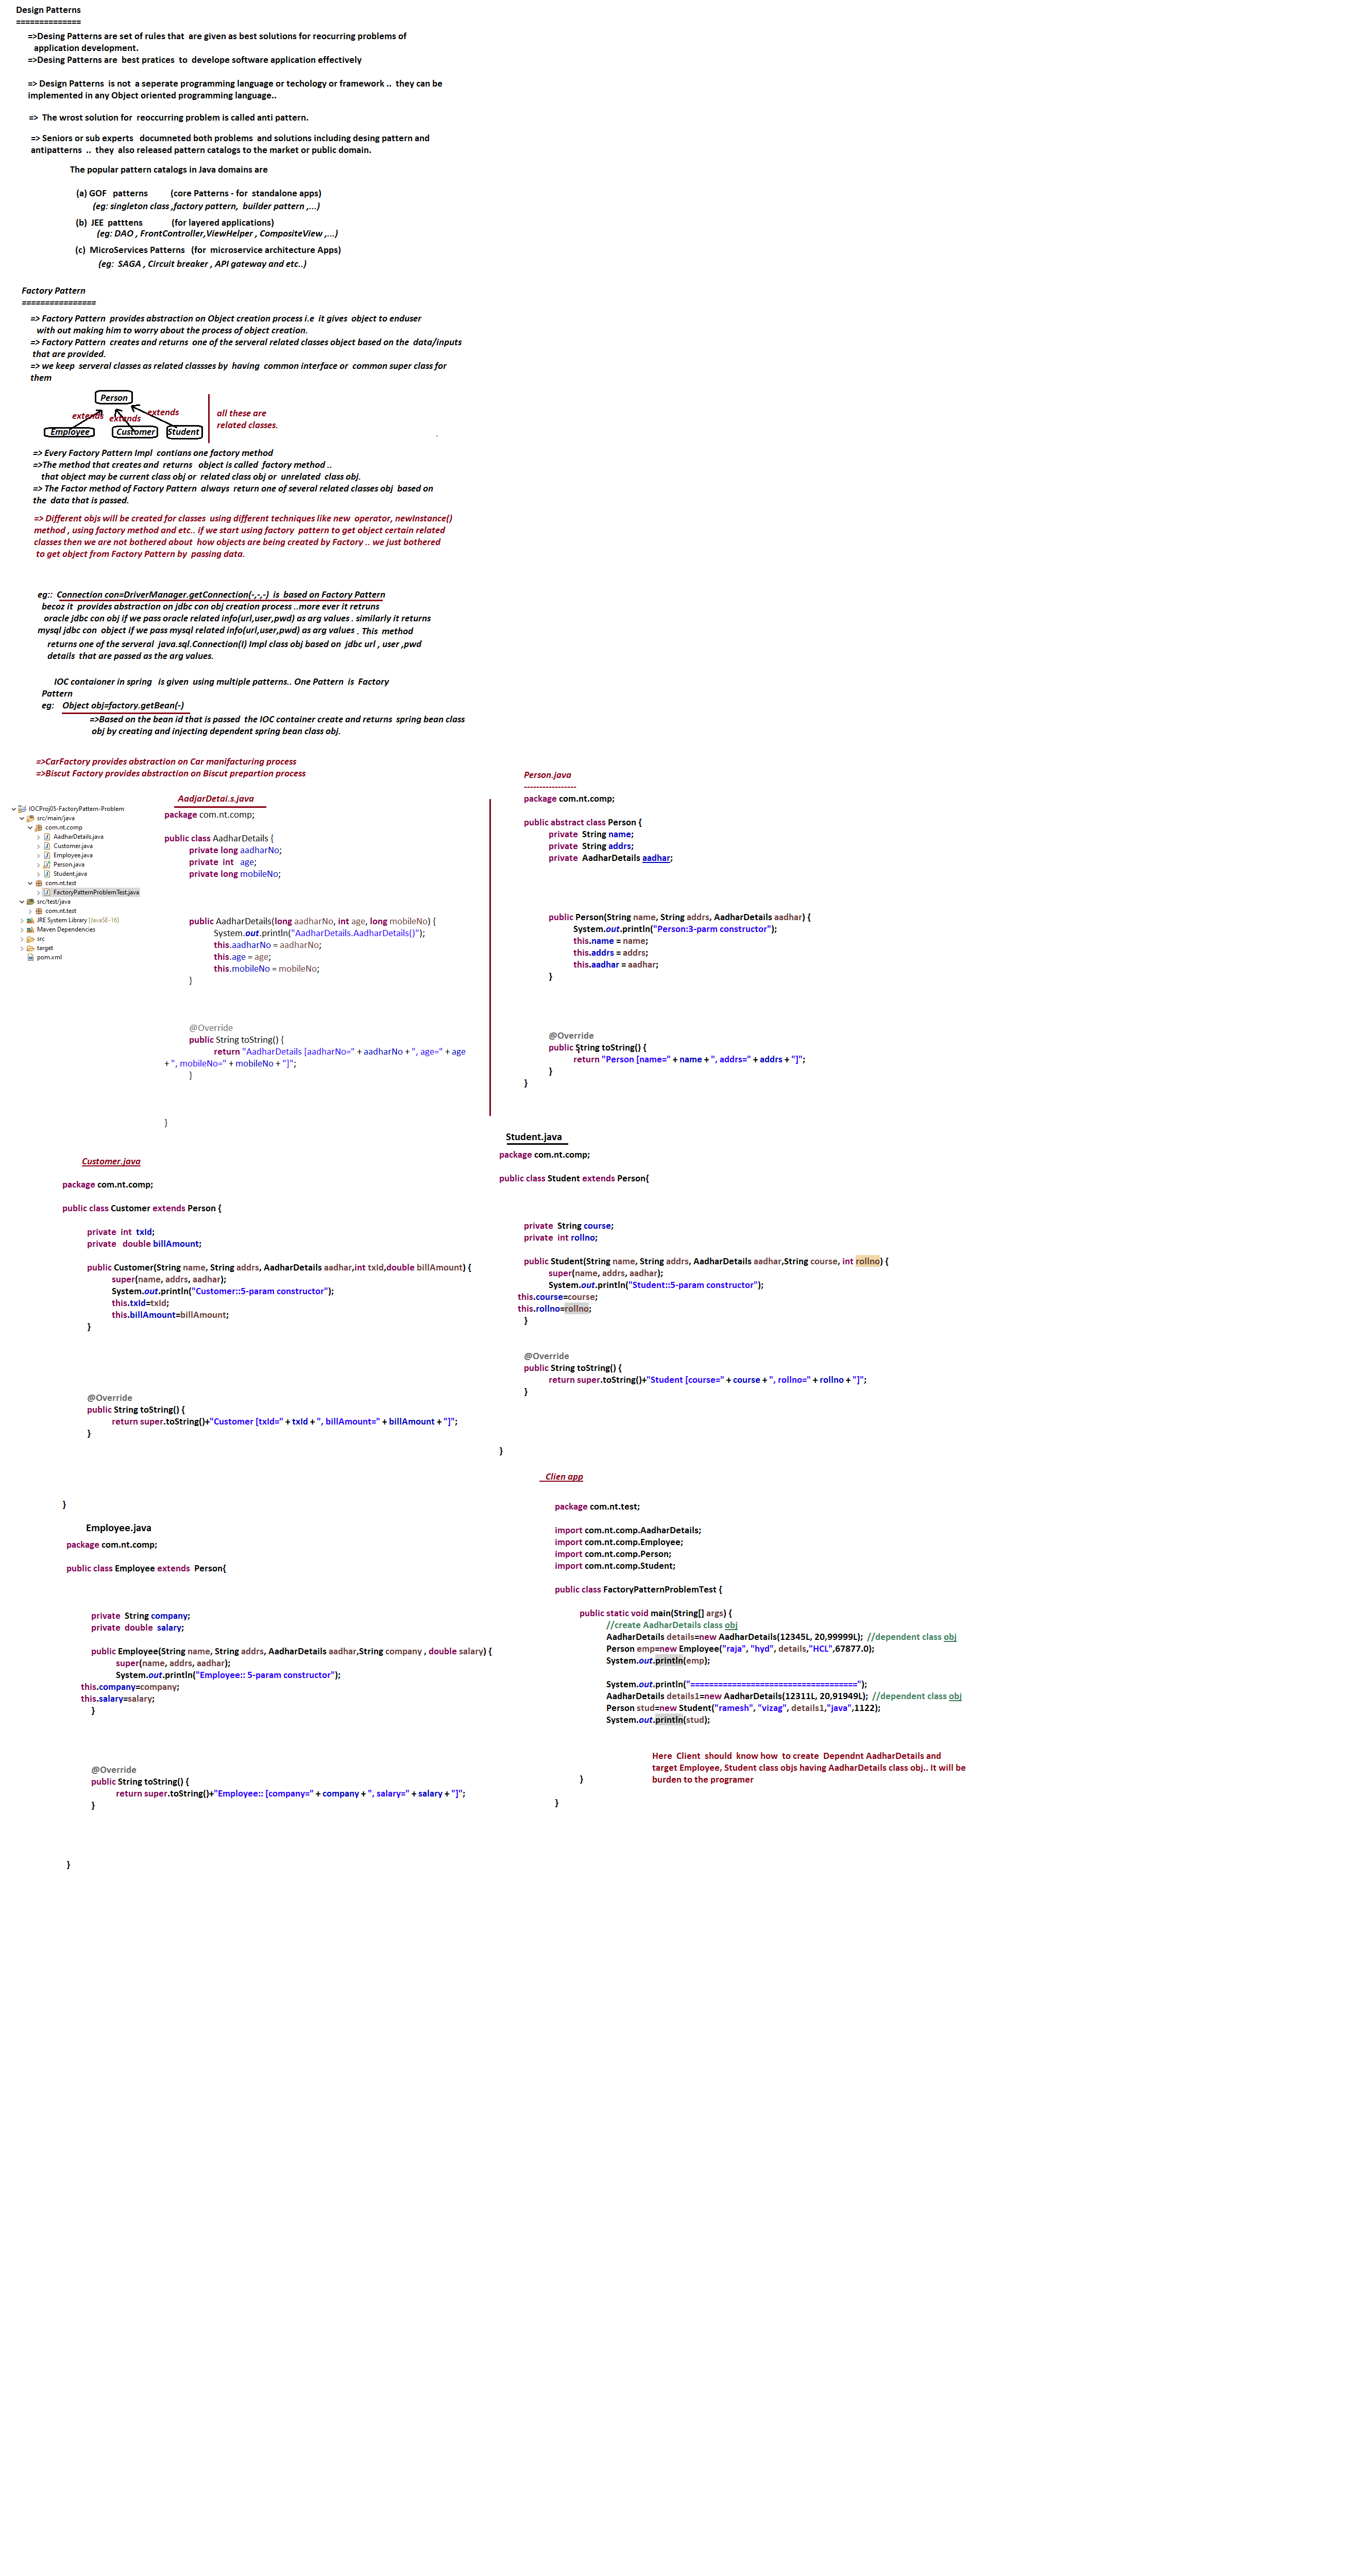 Design Patterns
==============
=>Desing Patterns are set of rules that  are given as best solutions for reocurring problems of
application development.
=>Desing Patterns are  best pratices  to  develope software application effectively
=> Design Patterns  is not  a seperate programming language or techology or framework ..  they can be
implemented in any Object oriented programming language..
=>  The wrost solution for  reoccurring problem is called anti pattern.
=> Seniors or sub experts   documneted both problems  and solutions including desing pattern and
antipatterns  ..  they  also released pattern catalogs to the market or public domain.
The popular pattern catalogs in Java domains are
(a) GOF   patterns          (core Patterns - for  standalone apps)
(eg: singleton class ,factory pattern,  builder pattern ,...)
(b)  JEE  patttens             (for layered applications)
(eg: DAO , FrontController,ViewHelper , CompositeView ,...)
(c)  MicroServices Patterns   (for  microservice architecture Apps)
(eg:  SAGA , Circuit breaker , API gateway and etc..)
Factory Pattern
================
=> Factory Pattern  provides abstraction on Object creation process i.e  it gives  object to enduser
with out making him to worry about the process of object creation.
=> Factory Pattern  creates and returns  one of the serveral related classes object based on the  data/inputs
that are provided.
=> we keep  serveral classes as related classses by  having  common interface or  common super class for
them
Person
extends
extends
extends
all these are
related classes.
Employee
Customer
Student
=> Every Factory Pattern Impl  contians one factory method
=>The method that creates and  returns   object is called  factory method ..
that object may be current class obj or  related class obj or  unrelated  class obj.
=> The Factor method of Factory Pattern  always  return one of several related classes obj  based on
the  data that is passed.
=> Different objs will be created for classes  using different techniques like new  operator, newInstance()
method , using factory method and etc.. if we start using factory  pattern to get object certain related
classes then we are not bothered about  how objects are being created by Factory .. we just bothered
to get object from Factory Pattern by  passing data.
eg::  Connection con=DriverManager.getConnection(-,-,-)  is  based on Factory Pattern
becoz it  provides abstraction on jdbc con obj creation process ..more ever it retruns
oracle jdbc con obj if we pass oracle related info(url,user,pwd) as arg values . similarly it returns
mysql jdbc con  object if we pass mysql related info(url,user,pwd) as arg values . This  method
returns one of the serveral  java.sql.Connection(I) Impl class obj based on  jdbc url , user ,pwd
details  that are passed as the arg values.
IOC contaioner in spring   is given  using multiple patterns.. One Pattern  is  Factory
Pattern
eg:    Object obj=factory.getBean(-)
=>Based on the bean id that is passed  the IOC container create and returns  spring bean class
obj by creating and injecting dependent spring bean class obj.
=>CarFactory provides abstraction on Car manifacturing process
=>Biscut Factory provides abstraction on Biscut prepartion process
IOCProj05-FactoryPattern-Problem
src/main/java
com.nt.comp
AadharDetails.java
Customer.java
Employee.java
Person.java
Student.java
com.nt.test
FactoryPatternProblemTest.java
src/test/java
com.nt.test
JRE System Library [JavaSE-16]
Maven Dependencies
src
target
pom.xml
AadjarDetai.s.java
package com.nt.comp;
public class AadharDetails {
private long aadharNo;
private  int   age;
private long mobileNo;
public AadharDetails(long aadharNo, int age, long mobileNo) {
System.out.println("AadharDetails.AadharDetails()");
this.aadharNo = aadharNo;
this.age = age;
this.mobileNo = mobileNo;
}
@Override
public String toString() {
return "AadharDetails [aadharNo=" + aadharNo + ", age=" + age
+ ", mobileNo=" + mobileNo + "]";
}
}
Person.java
-----------------
package com.nt.comp;
public abstract class Person {
private  String name;
private  String addrs;
private  AadharDetails aadhar;
public Person(String name, String addrs, AadharDetails aadhar) {
System.out.println("Person:3-parm constructor");
this.name = name;
this.addrs = addrs;
this.aadhar = aadhar;
}
@Override
public String toString() {
return "Person [name=" + name + ", addrs=" + addrs + "]";
}
}
Customer.java
package com.nt.comp;
public class Customer extends Person {
private  int  txId;
private   double billAmount;
public Customer(String name, String addrs, AadharDetails aadhar,int txId,double billAmount) {
super(name, addrs, aadhar);
System.out.println("Customer::5-param constructor");
this.txId=txId;
this.billAmount=billAmount;
}
@Override
public String toString() {
return super.toString()+"Customer [txId=" + txId + ", billAmount=" + billAmount + "]";
}
}
Student.java
package com.nt.comp;
public class Student extends Person{
private  String course;
private  int rollno;
public Student(String name, String addrs, AadharDetails aadhar,String course, int rollno) {
super(name, addrs, aadhar);
System.out.println("Student::5-param constructor");
this.course=course;
this.rollno=rollno;
}
@Override
public String toString() {
return super.toString()+"Student [course=" + course + ", rollno=" + rollno + "]";
}
}
Employee.java
package com.nt.comp;
public class Employee extends  Person{
private  String company;
private  double  salary;
public Employee(String name, String addrs, AadharDetails aadhar,String company , double salary) {
super(name, addrs, aadhar);
System.out.println("Employee:: 5-param constructor");
this.company=company;
this.salary=salary;
}
@Override
public String toString() {
return super.toString()+"Employee:: [company=" + company + ", salary=" + salary + "]";
}
}
Clien app
package com.nt.test;
import com.nt.comp.AadharDetails;
import com.nt.comp.Employee;
import com.nt.comp.Person;
import com.nt.comp.Student;
public class FactoryPatternProblemTest {
public static void main(String[] args) {
//create AadharDetails class obj
AadharDetails details=new AadharDetails(12345L, 20,99999L);  //dependent class obj
Person emp=new Employee("raja", "hyd", details,"HCL",67877.0);
System.out.println(emp);
System.out.println("====================================");
AadharDetails details1=new AadharDetails(12311L, 20,91949L);  //dependent class obj
Person stud=new Student("ramesh", "vizag", details1,"java",1122);
System.out.println(stud);
Here  Client  should  know how  to create  Dependnt AadharDetails and
target Employee, Student class objs having AadharDetails class obj.. It will be
burden to the programer
}
}